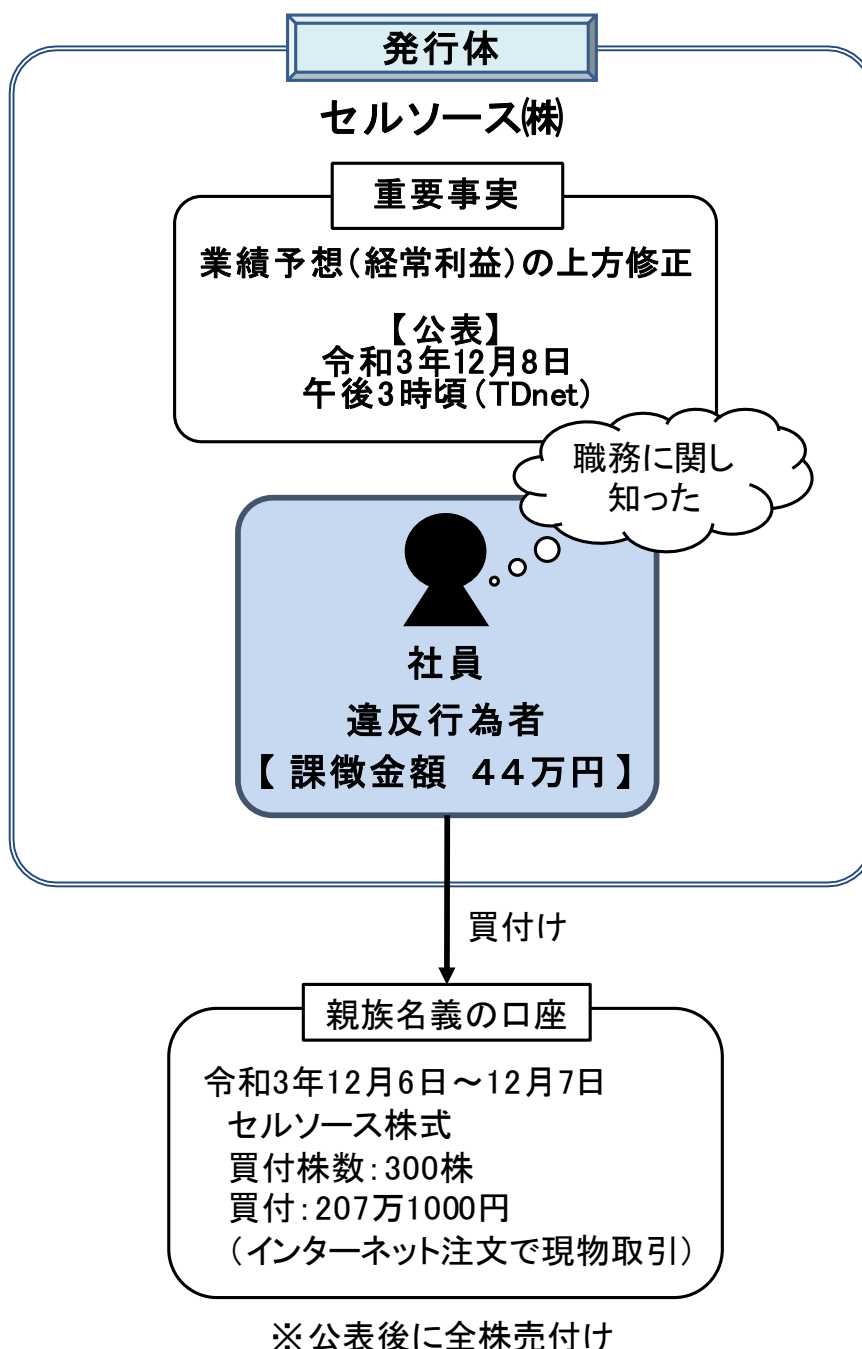 発行体
セルソース㈱
重要事実
業績予想(経常利益)の上方修正
【公表】
令和3年12月8日
午後3時頃(TDnet)
職務に関し
知った
社員
違反行為者
【 課徴金額 44万円 】
買付け
親族名義の口座
令和3年12月6日～12月7日
セルソース株式
買付株数：300株
買付：207万1000円
(インターネット注文で現物取引)
※公表後に全株売付け